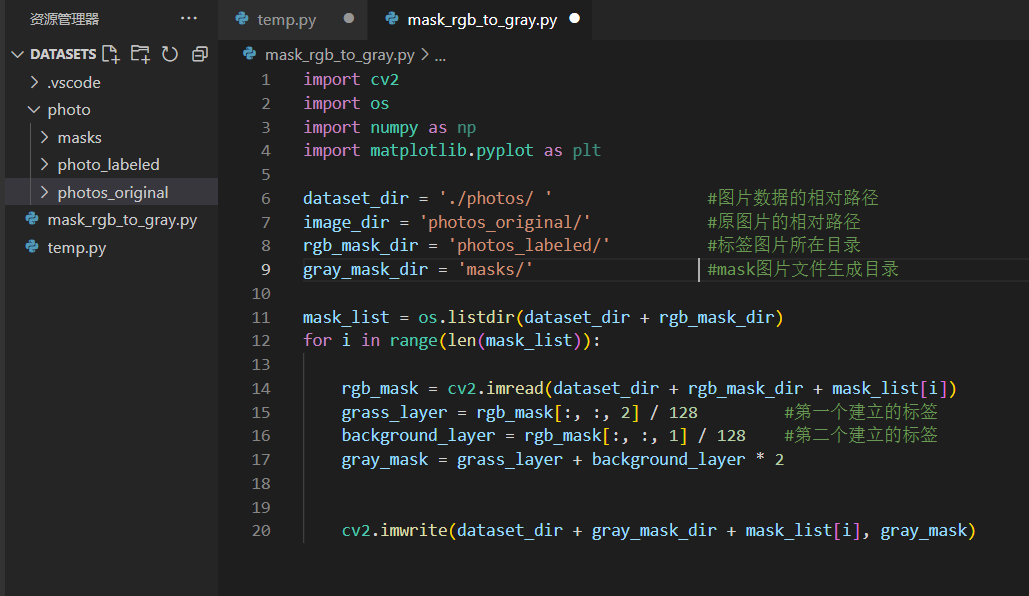 资源管理器
DATASETS
.vscode
photo
masks
photo_labeled
photos_original
mask_rgb_to_gray.py
temp.py
temp.py
mask_rgb_to_gray.py
mask_rgb_to_gray.py > ...
1 import cv2
2 import os
3 import numpy as np
4 import matplotlib.pyplot as plt
5
6 dataset_dir = './photos/ ' #图片数据的相对路径
7 image_dir = 'photos_original/' #原图片的相对路径
8 rgb_mask_dir = 'photos_labeled/' #标签图片所在目录
9 gray_mask_dir = 'masks/' #mask图片文件生成目录
10
11 mask_list = os.listdir(dataset_dir + rgb_mask_dir)
12 for i in range(len(mask_list)):
13
14 rgb_mask = cv2.imread(dataset_dir + rgb_mask_dir + mask_list[i])
15 grass_layer = rgb_mask[:, :, 2] / 128 #第一个建立的标签
16 background_layer = rgb_mask[:, :, 1] / 128 #第二个建立的标签
17 gray_mask = grass_layer + background_layer * 2
18
19
20 cv2.imwrite(dataset_dir + gray_mask_dir + mask_list[i], gray_mask)